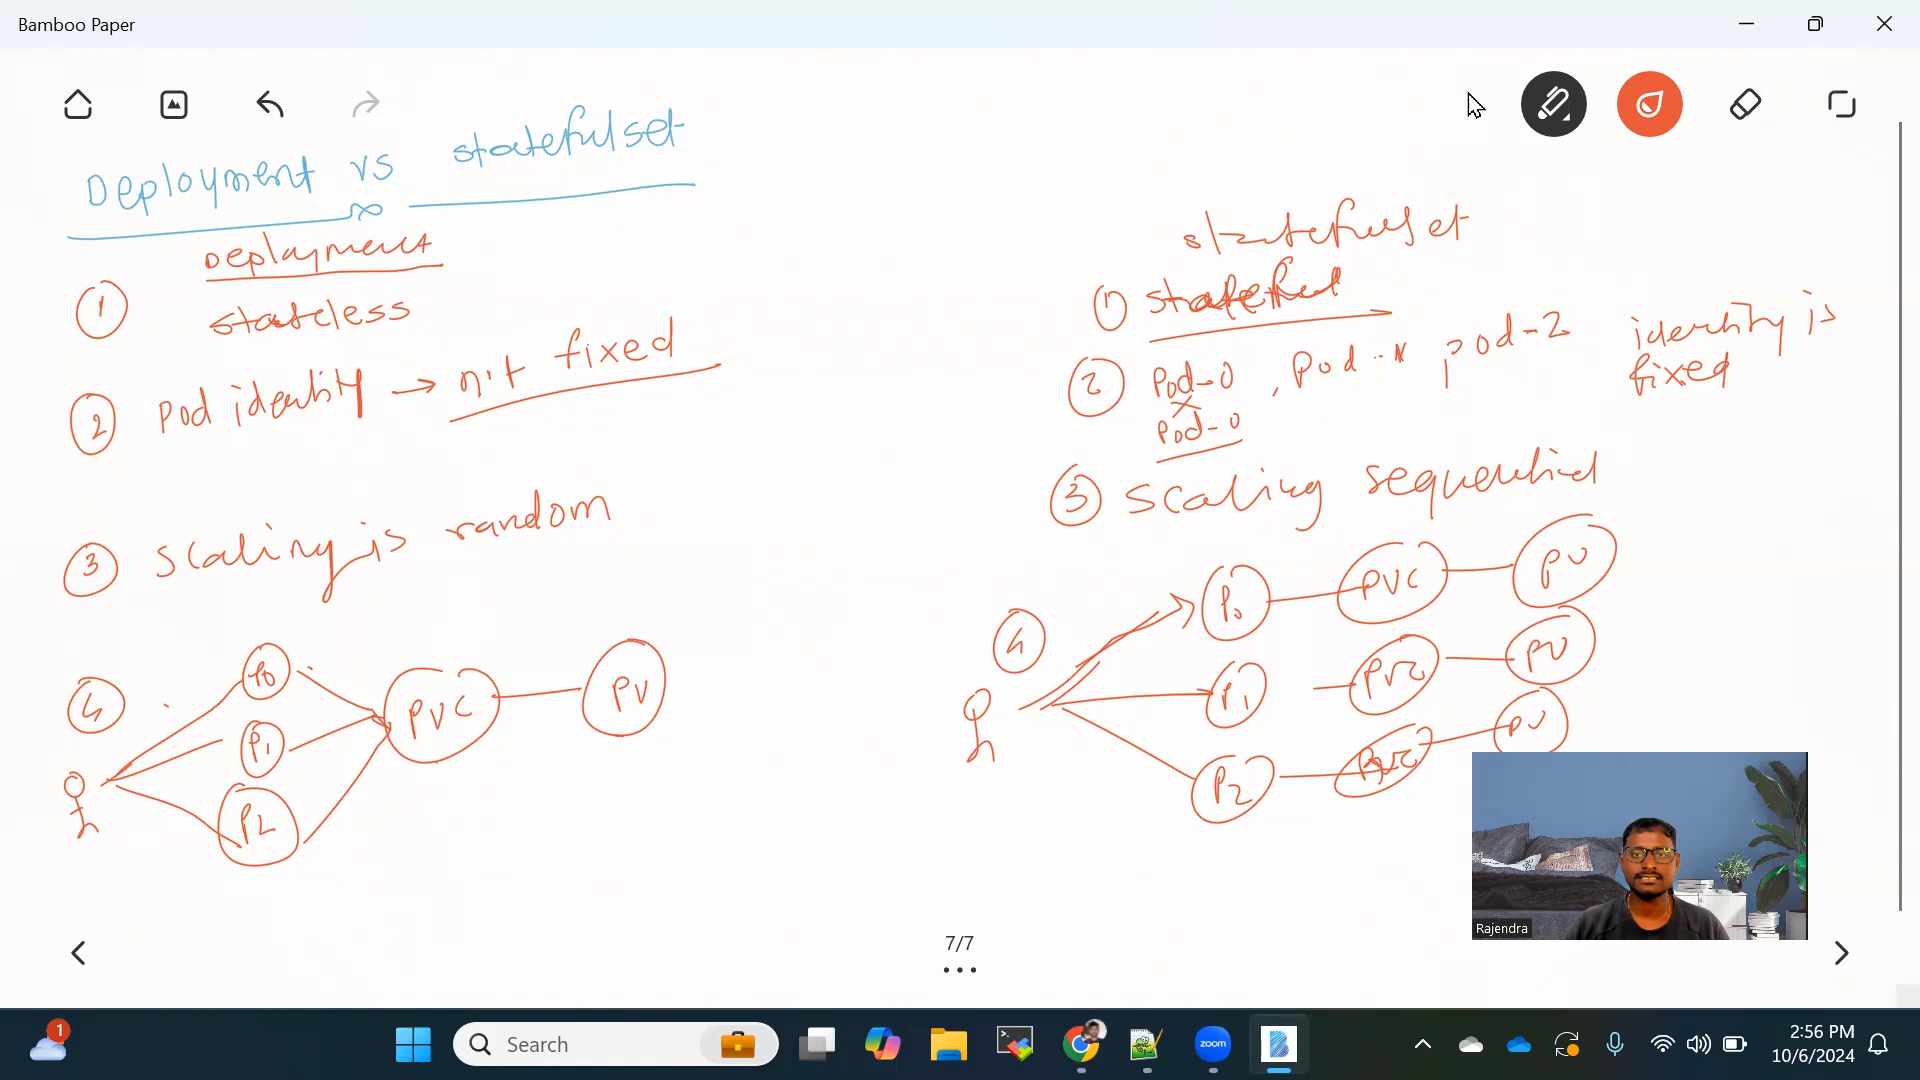 Bamboo Paper
Deployment vs statefulset
Deployment
① stateless
② Pod identity → not fixed
③ scaling is random
④
P0
P1
P2
PVC
PV
statefulset
① stateful
② Pod-0, Pod-1 pod-2 identity is fixed
Pod-0
③ scaling sequential
④
P0 PVC PV
P1 PVC PV
P2 PVC PV
Rajendra
7/7
1
Search
zoom
2:56 PM
10/6/2024